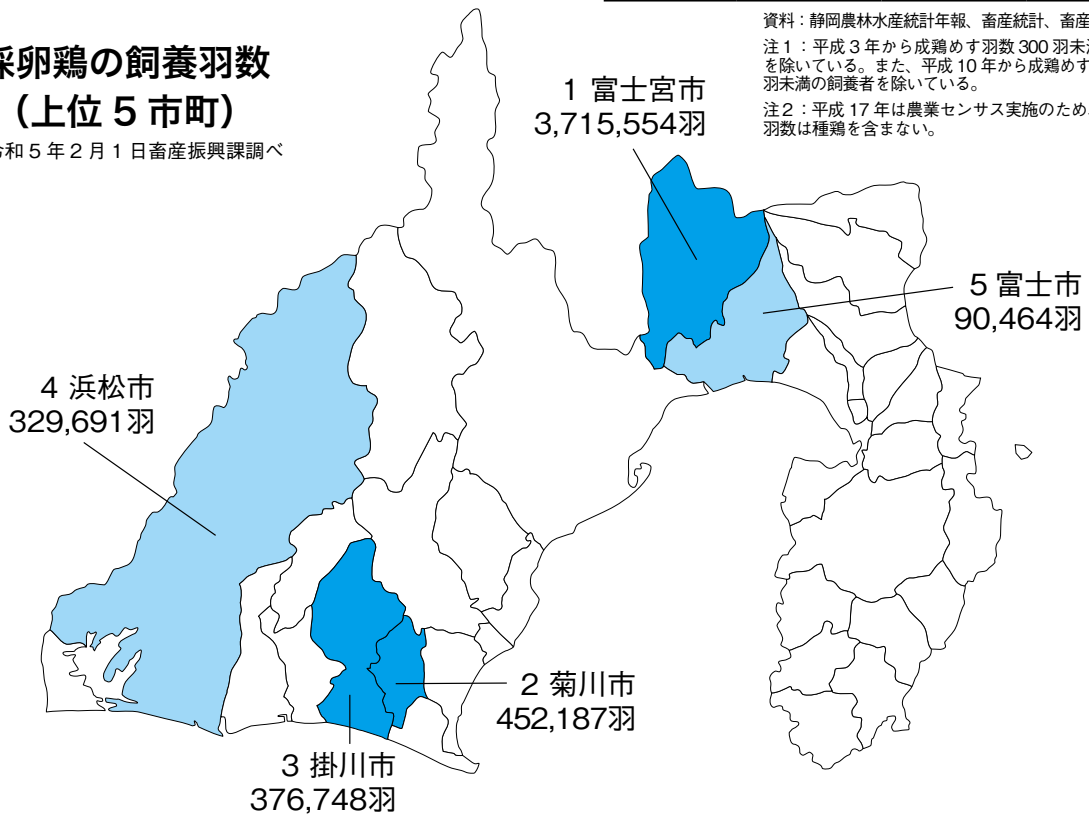 採卵鶏の飼養羽数
（上位５市町）
令和５年２月１日畜産振興課調べ
資料：静岡農林水産統計年報、畜産統計、畜産
注１：平成３年から成鶏めす羽数 300 羽未満
を除いている。また、平成 10 年から成鶏めす
羽未満の飼養者を除いている。
注２：平成 17 年は農業センサス実施のため
羽数は種鶏を含まない。
1 富士宮市
3,715,554羽
5 富士市
90,464羽
4 浜松市
329,691羽
2 菊川市
452,187羽
3 掛川市
376,748羽